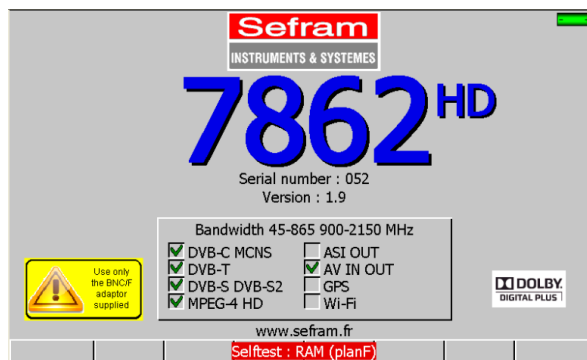 Sefram
INSTRUMENTS & SYSTEMES
7862HD
Serial number : 052
Version : 1.9
Bandwidth 45-865 900-2150 MHz
DVB-C MCNS
ASI OUT
DVB-T
AV IN OUT
DVB-S DVB-S2
GPS
MPEG-4 HD
Wi-Fi
Use only
the BNC/F
adaptor
supplied
DOLBY.
DIGITAL PLUS
www.sefram.fr
Selftest : RAM (planF)